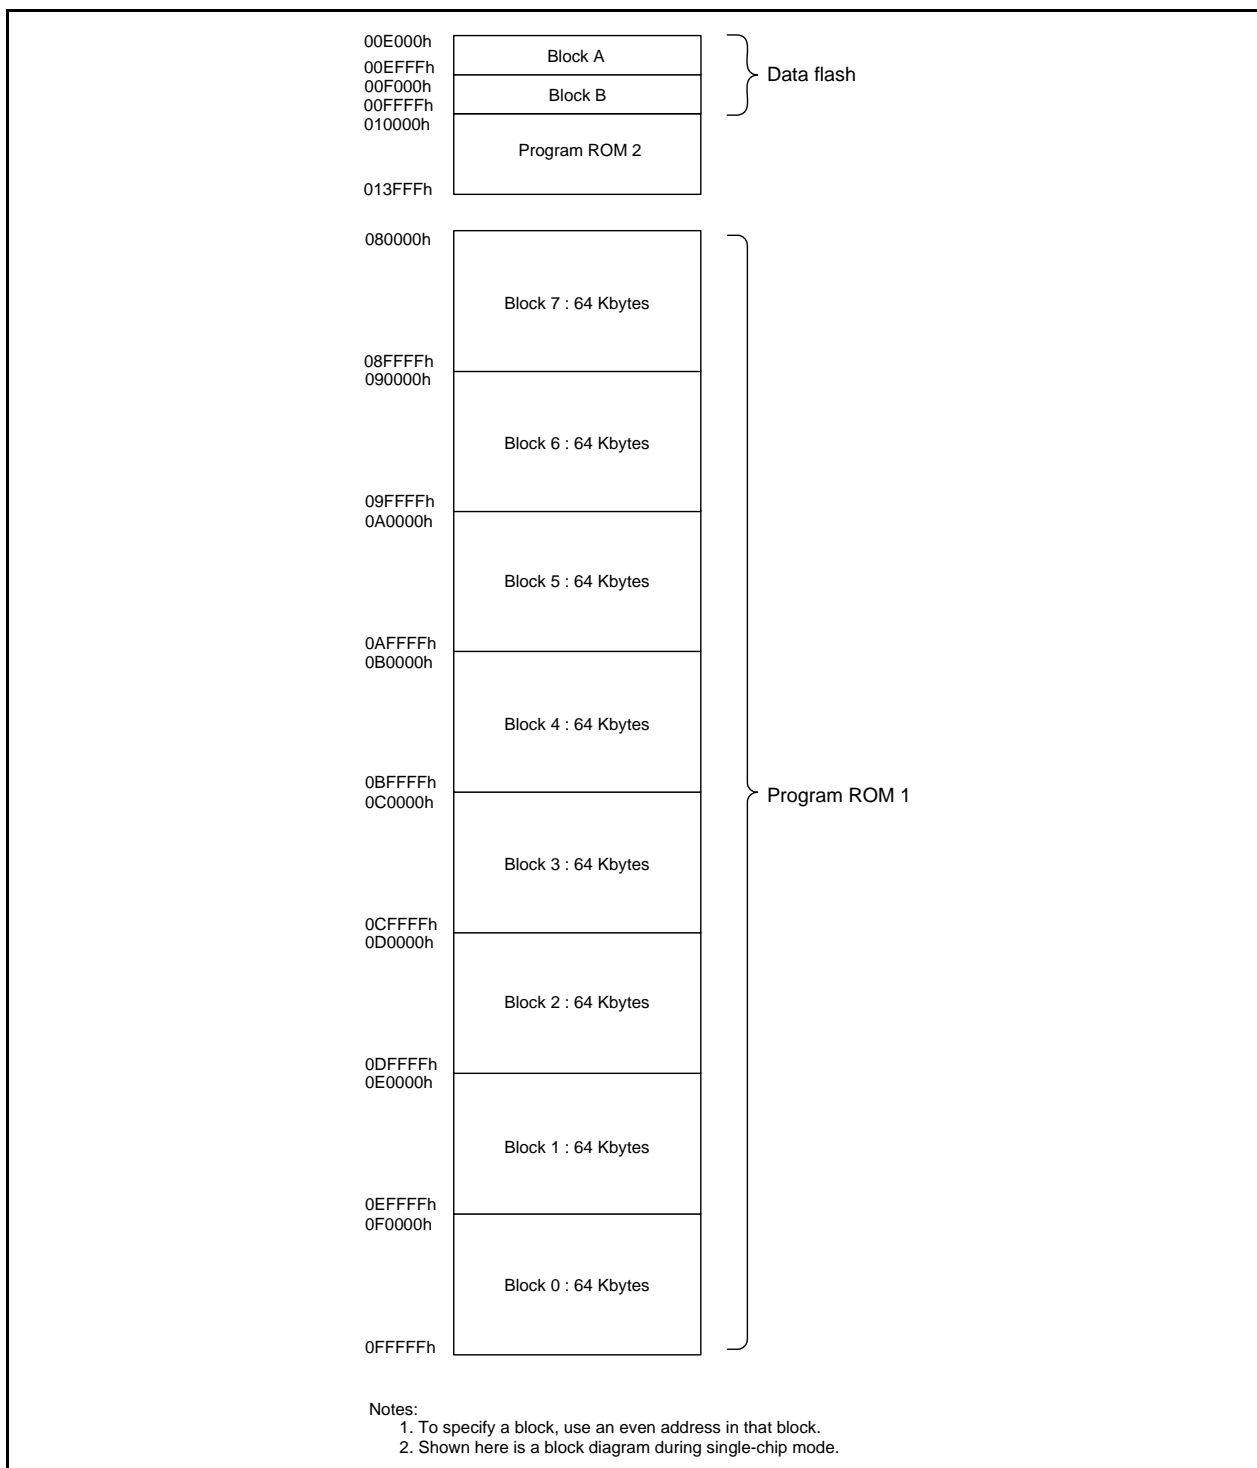 00E000h
Block A
00EFFFh
Data flash
00F000h
Block B
00FFFFh
010000h
Program ROM 2
013FFFh
080000h
Block 7 : 64 Kbytes
08FFFFh
090000h
Block 6 : 64 Kbytes
09FFFFh
0A0000h
Block 5 : 64 Kbytes
0AFFFFh
0B0000h
Block 4 : 64 Kbytes
0BFFFFh
Program ROM 1
0C0000h
Block 3 : 64 Kbytes
0CFFFFh
0D0000h
Block 2 : 64 Kbytes
0DFFFFh
0E0000h
Block 1 : 64 Kbytes
0EFFFFh
0F0000h
Block 0 : 64 Kbytes
0FFFFFh
Notes:
1. To specify a block, use an even address in that block.
2. Shown here is a block diagram during single-chip mode.